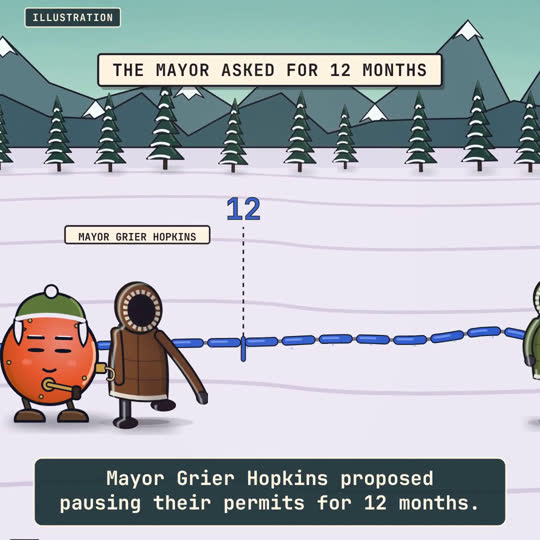 ILLUSTRATION
THE MAYOR ASKED FOR 12 MONTHS
12
MAYOR GRIER HOPKINS
Mayor Grier Hopkins proposed
pausing their permits for 12 months.